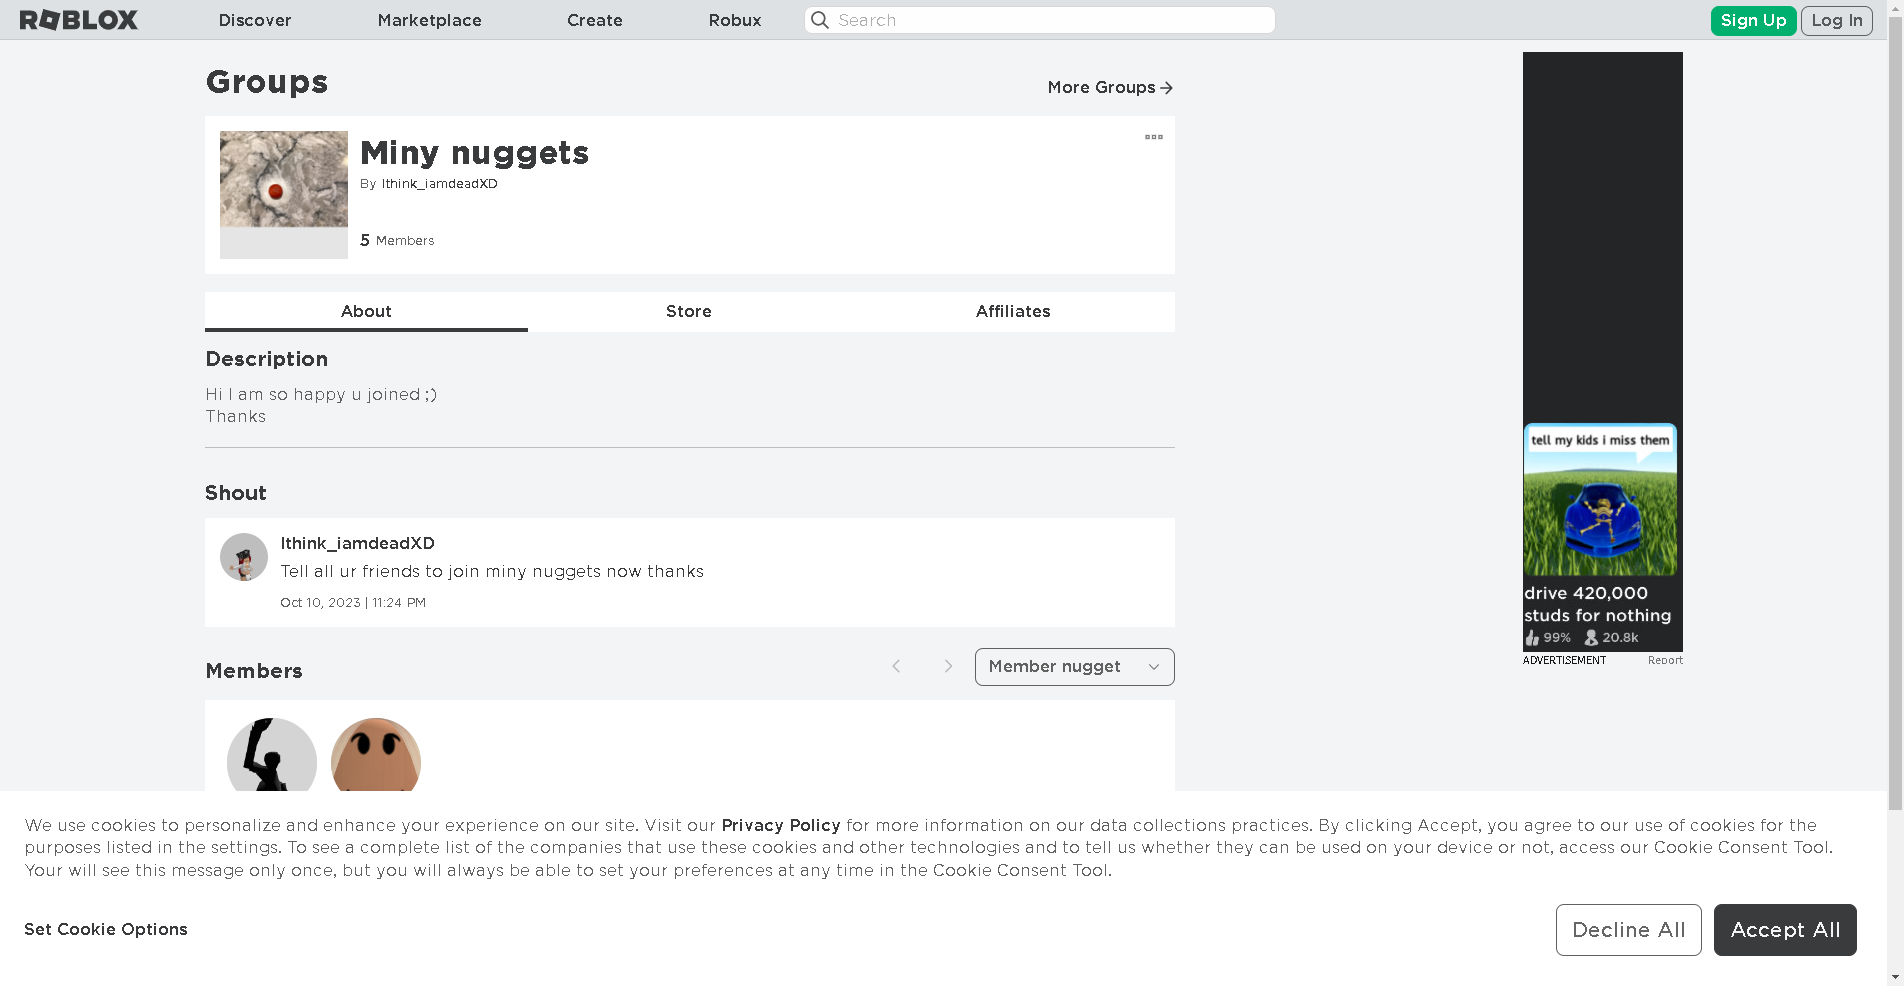 ROBLOX
Discover
Marketplace
Create
Robux
Search
Sign Up
Log In
Groups
More Groups
Miny nuggets
By Ithink_iamdeadXD
5 Members
About
Store
Affiliates
Description
Hi I am so happy u joined ;)
Thanks
Shout
Ithink_iamdeadXD
Tell all ur friends to join miny nuggets now thanks
Oct 10, 2023 | 11:24 PM
Members
Member nugget
tell my kids i miss them
drive 420,000
studs for nothing
99% 20.8k
ADVERTISEMENT
Report
We use cookies to personalize and enhance your experience on our site. Visit our Privacy Policy for more information on our data collections practices. By clicking Accept, you agree to our use of cookies for the
purposes listed in the settings. To see a complete list of the companies that use these cookies and other technologies and to tell us whether they can be used on your device or not, access our Cookie Consent Tool.
Your will see this message only once, but you will always be able to set your preferences at any time in the Cookie Consent Tool.
Set Cookie Options
Decline All
Accept All